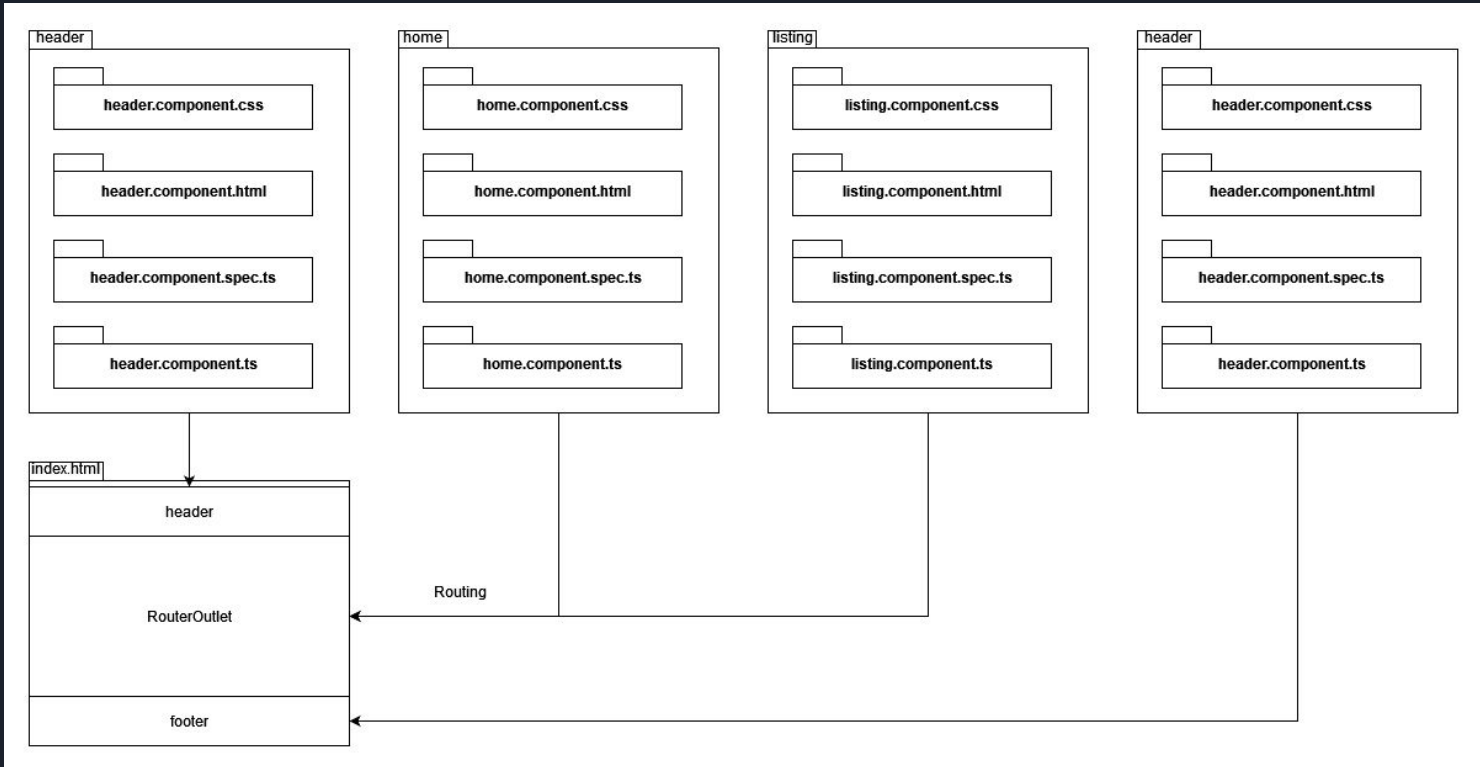 header
header.component.css
header.component.html
header.component.spec.ts
header.component.ts
home
home.component.css
home.component.html
home.component.spec.ts
home.component.ts
listing
listing.component.css
listing.component.html
listing.component.spec.ts
listing.component.ts
header
header.component.css
header.component.html
header.component.spec.ts
header.component.ts
index.html
header
RouterOutlet
footer
Routing